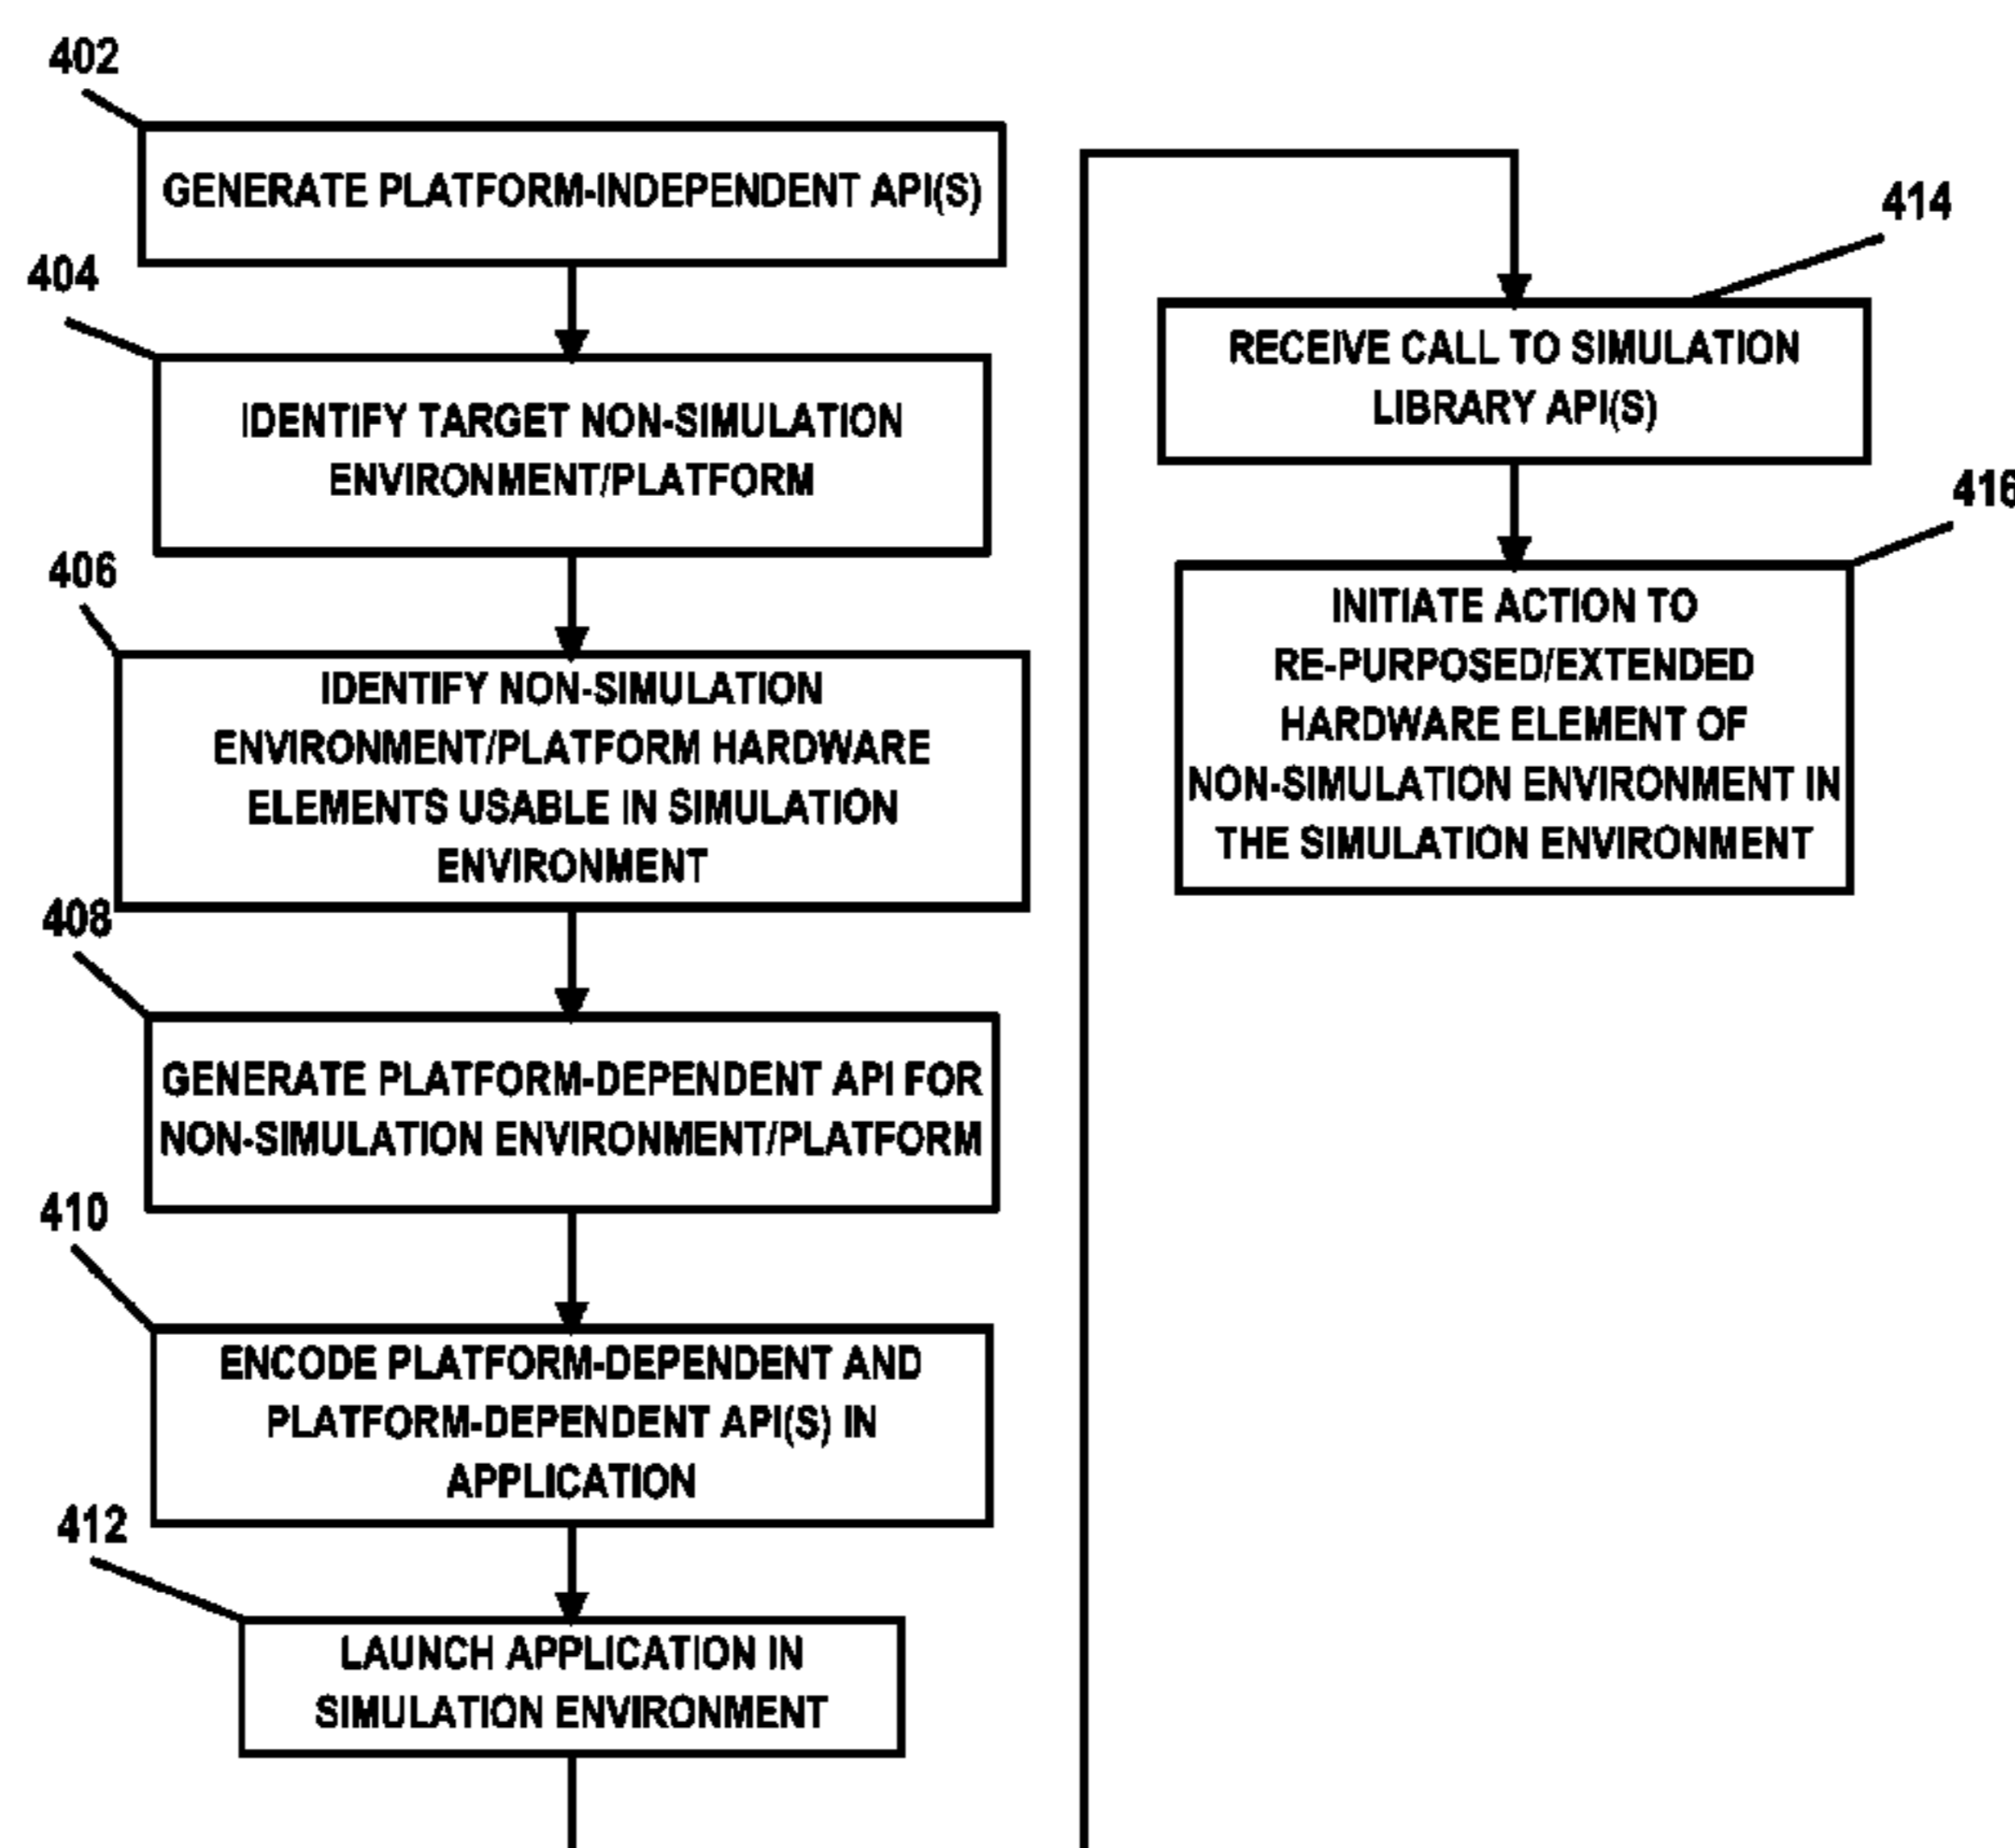 402
GENERATE PLATFORM-INDEPENDENT API(S)
404
IDENTIFY TARGET NON-SIMULATION
ENVIRONMENT/PLATFORM
406
IDENTIFY NON-SIMULATION
ENVIRONMENT/PLATFORM HARDWARE
ELEMENTS USABLE IN SIMULATION
ENVIRONMENT
408
GENERATE PLATFORM-DEPENDENT API FOR
NON-SIMULATION ENVIRONMENT/PLATFORM
410
ENCODE PLATFORM-DEPENDENT AND
PLATFORM-DEPENDENT API(S) IN
APPLICATION
412
LAUNCH APPLICATION IN
SIMULATION ENVIRONMENT
414
RECEIVE CALL TO SIMULATION
LIBRARY API(S)
416
INITIATE ACTION TO
RE-PURPOSED/EXTENDED
HARDWARE ELEMENT OF
NON-SIMULATION ENVIRONMENT IN
THE SIMULATION ENVIRONMENT